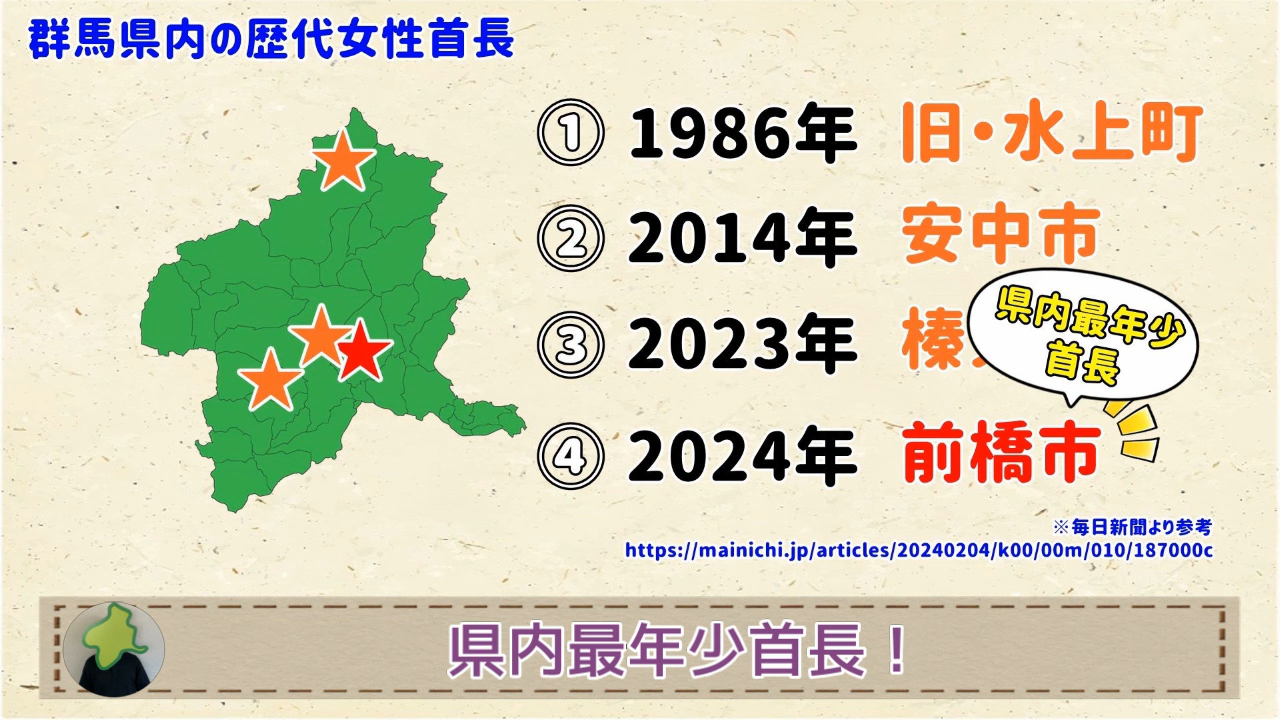 群馬県内の歴代女性首長
① 1986年 旧・水上町
② 2014年 安中市
③ 2023年 榛
県内最年少
首長
④ 2024年 前橋市
※毎日新聞より参考
https://mainichi.jp/articles/20240204/k00/00m/010/187000c
県内最年少首長！